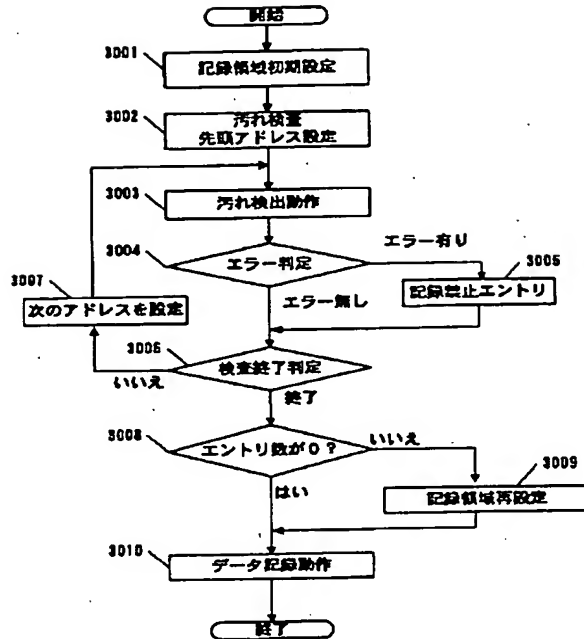 開始
3001
記録領域初期設定
3002
汚れ検査
先頭アドレス設定
3003
汚れ検出動作
3004
エラー判定
エラー有り
3005
記録禁止エントリ
3007
次のアドレスを設定
エラー無し
3006
検査終了判定
いいえ
終了
3008
エントリ数が0?
いいえ
3009
記録領域再設定
はい
3010
データ記録動作
終了